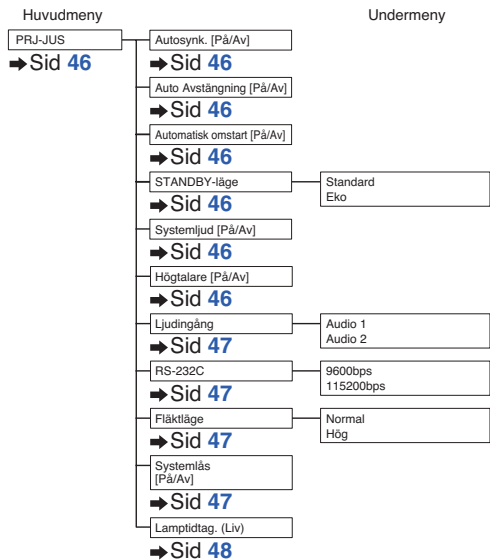 Huvudmeny
Undermeny
PRJ-JUS
➡Sid 46
Autosynk. [På/Av]
➡Sid 46
Auto Avstängning [På/Av]
➡Sid 46
Automatisk omstart [På/Av]
➡Sid 46
STANDBY-läge
➡Sid 46
Standard
Eko
Systemljud [På/Av]
➡Sid 46
Högtalare [På/Av]
➡Sid 46
Ljudingång
➡Sid 47
Audio 1
Audio 2
RS-232C
➡Sid 47
9600bps
115200bps
Fläktläge
➡Sid 47
Normal
Hög
Systemlås
[På/Av]
➡Sid 47
Lamptidtag. (Liv)
➡Sid 48